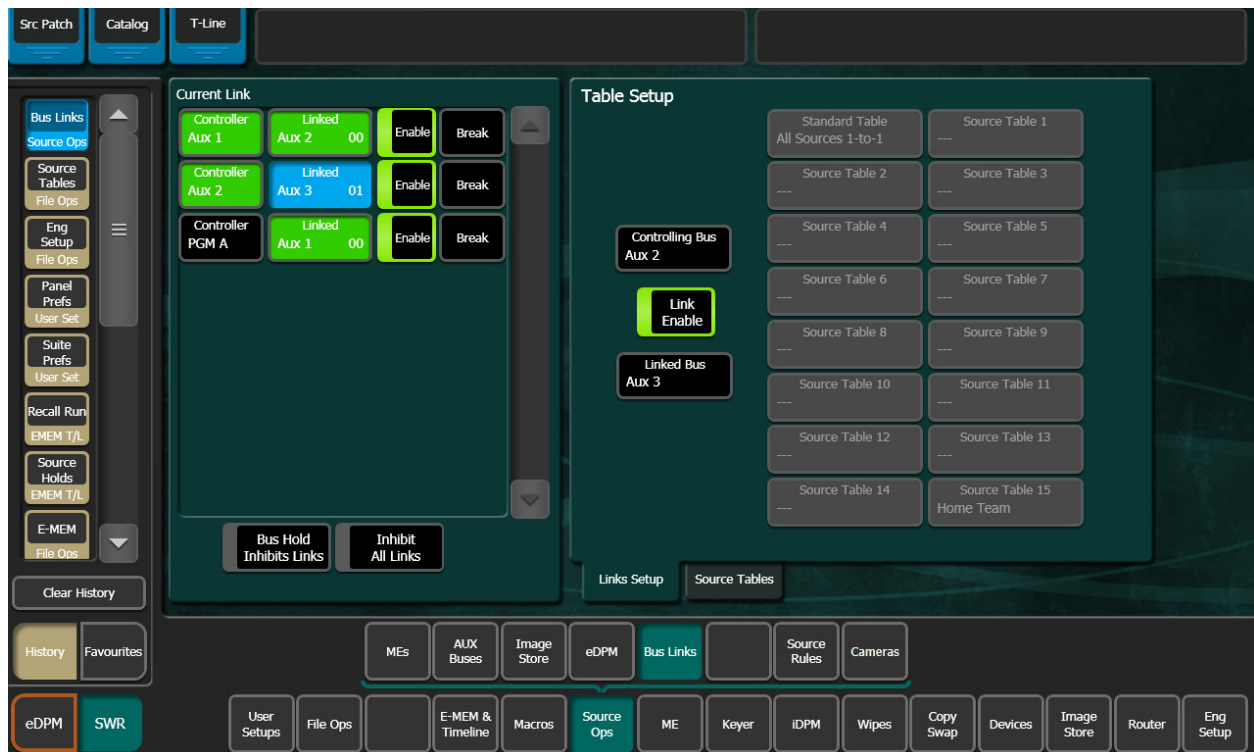 Src Patch Catalog T-Line
Current Link
Table Setup
Bus Links
Source Ops
Source
Tables
File Ops
Eng
Setup
File Ops
Panel
Prefs
User Set
Suite
Prefs
User Set
Recall Run
EMEM T/L
Source
Holds
EMEM T/L
E-MEM
File Ops
Clear History
History Favourites
Controller Linked
Aux 1 Aux 2 00 Enable Break
Controller Linked
Aux 2 Aux 3 01 Enable Break
Controller Linked
PGM A Aux 1 00 Enable Break
Bus Hold
Inhibits Links
Inhibit
All Links
Controlling Bus
Aux 2
Link
Enable
Linked Bus
Aux 3
Standard Table
All Sources 1-to-1
Source Table 1
---
Source Table 2
---
Source Table 3
---
Source Table 4
---
Source Table 5
---
Source Table 6
---
Source Table 7
---
Source Table 8
---
Source Table 9
---
Source Table 10
---
Source Table 11
---
Source Table 12
---
Source Table 13
---
Source Table 14
---
Source Table 15
Home Team
Links Setup Source Tables
MEs
AUX
Buses
Image
Store
eDPM
Bus Links
Source
Rules
Cameras
eDPM
SWR
User
Setups
File Ops
E-MEM &
Timeline
Macros
Source
Ops
ME
Keyer
iDPM
Wipes
Copy
Swap
Devices
Image
Store
Router
Eng
Setup